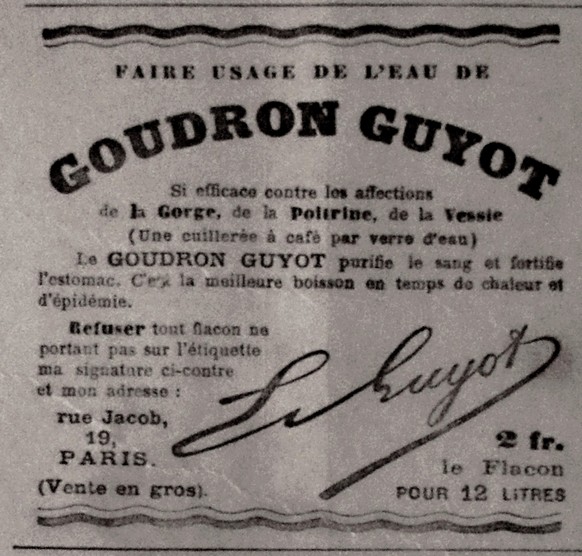 FAIRE USAGE DE L'EAU DE
GOUDRON GUYOT
Si efficace contre les affections
de la Gorge, de la Poitrine, de la Vessie
(Une cuillerée à café par verre d'eau)
Le GOUDRON GUYOT purifie le sang et fortifie
l'estomac. C'est la meilleure boisson en temps de chaleur et
d'épidémie.
Refuser tout flacon ne
portant pas sur l'étiquette
ma signature ci-contre
et mon adresse :
rue Jacob,
19,
PARIS.
(Vente en gros).
Guyot
2 fr.
le Flacon
POUR 12 LITRES